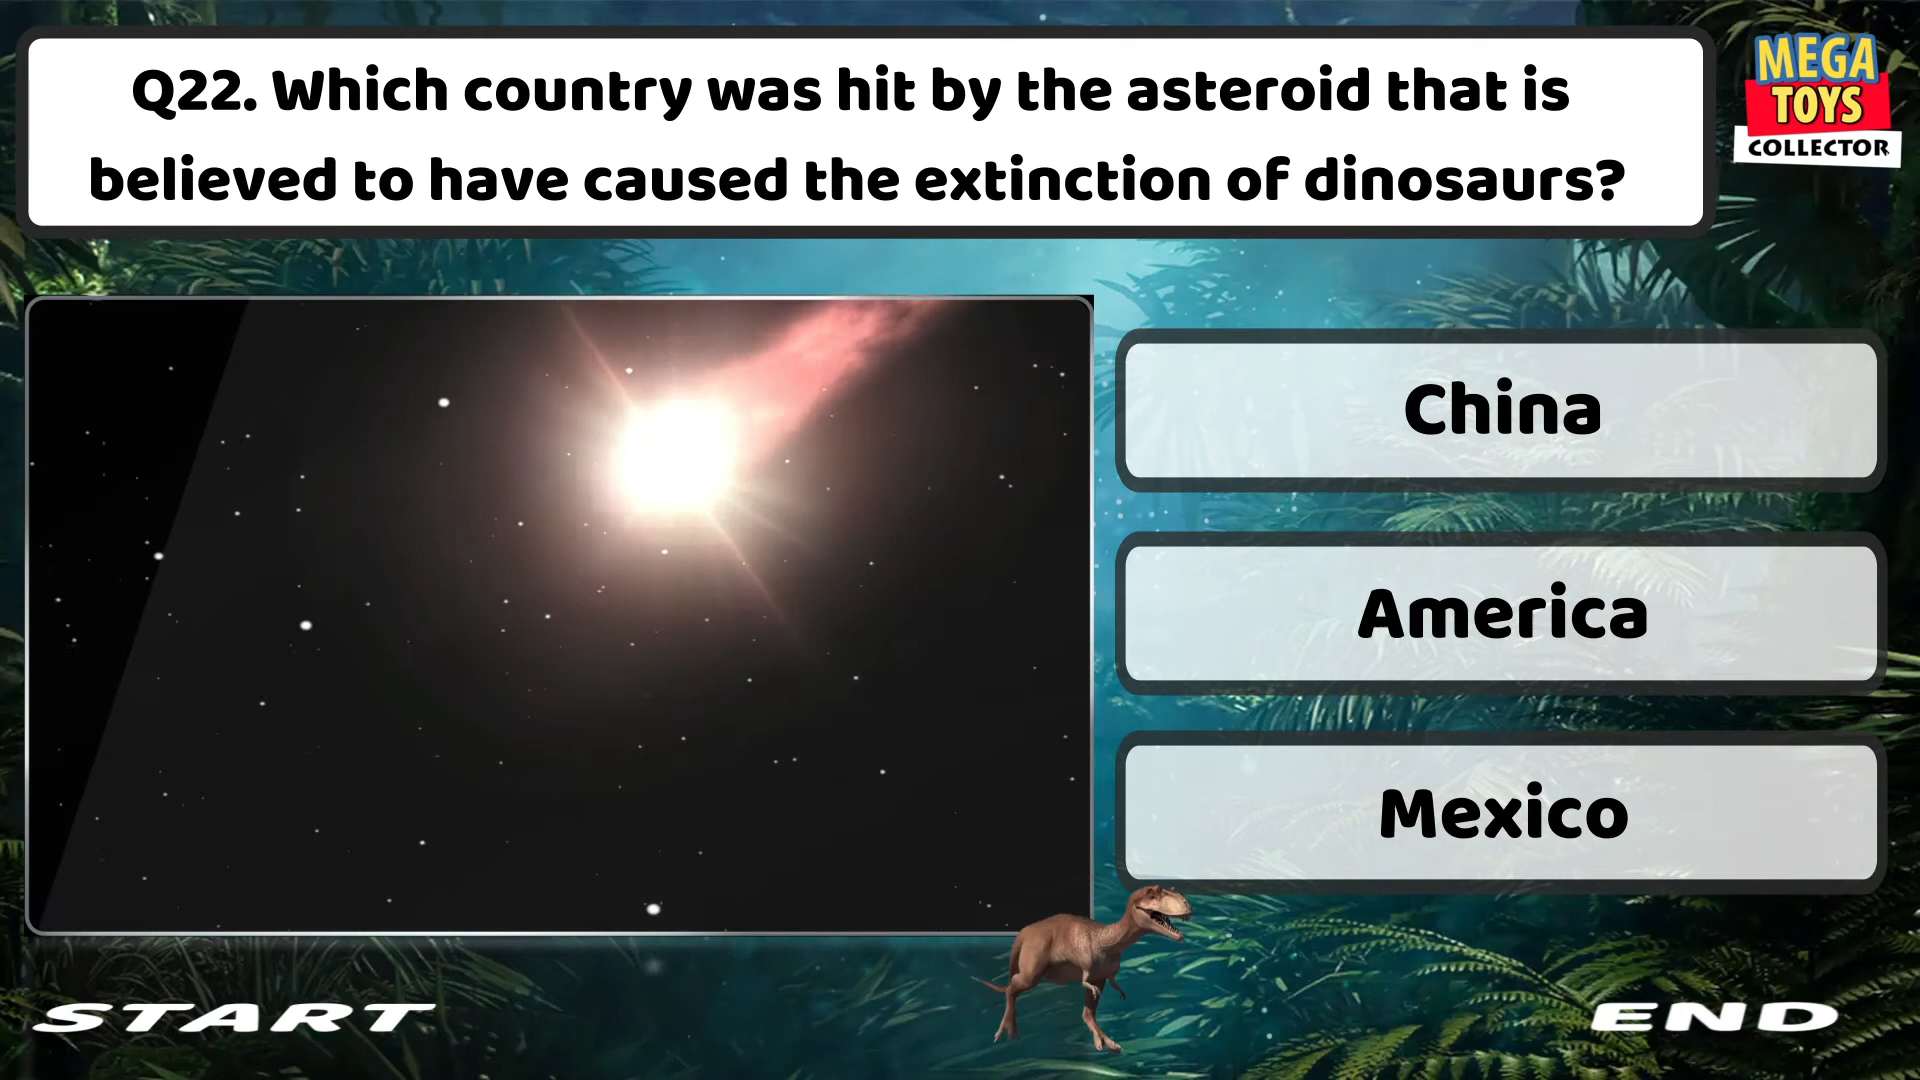 Q22. Which country was hit by the asteroid that is
believed to have caused the extinction of dinosaurs?
MEGA
TOYS
COLLECTOR
China
America
Mexico
START
END